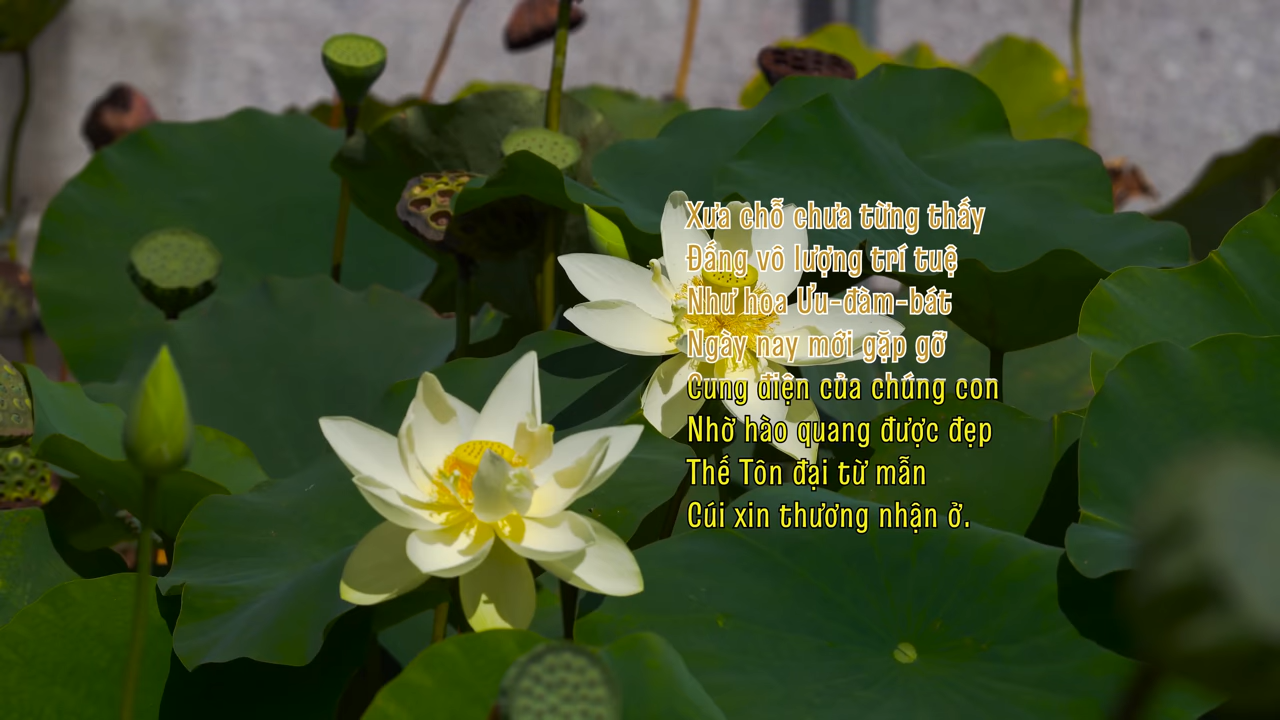 Xưa chỗ chưa từng thấy
Đấng vô lượng trí tuệ
Như hoa Ưu-đàm-bát
Ngày nay mới gặp gỡ
Cung điện của chúng con
Nhờ hào quang được đẹp
Thế Tôn đại từ mẫn
Cúi xin thương nhận ở.